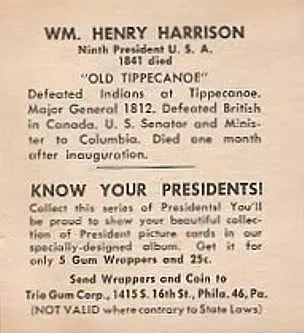 WM. HENRY HARRISON
Ninth President U. S. A.
1841 died
"OLD TIPPECANOE"
Defeated Indians at Tippecanoe.
Major General 1812. Defeated British
in Canada. U. S. Senator and Minis-
ter to Columbia. Died one month
after inauguration.
KNOW YOUR PRESIDENTS!
Collect this series of Presidents! You'll
be proud to show your beautiful collec-
tion of President picture cards in our
specially-designed album. Get it for
only 5 Gum Wrappers and 25c.
Send Wrappers and Coin to
Trio Gum Corp., 1415 S. 16th St., Phila. 46, Pa.
(NOT VALID where contrary to State Laws)